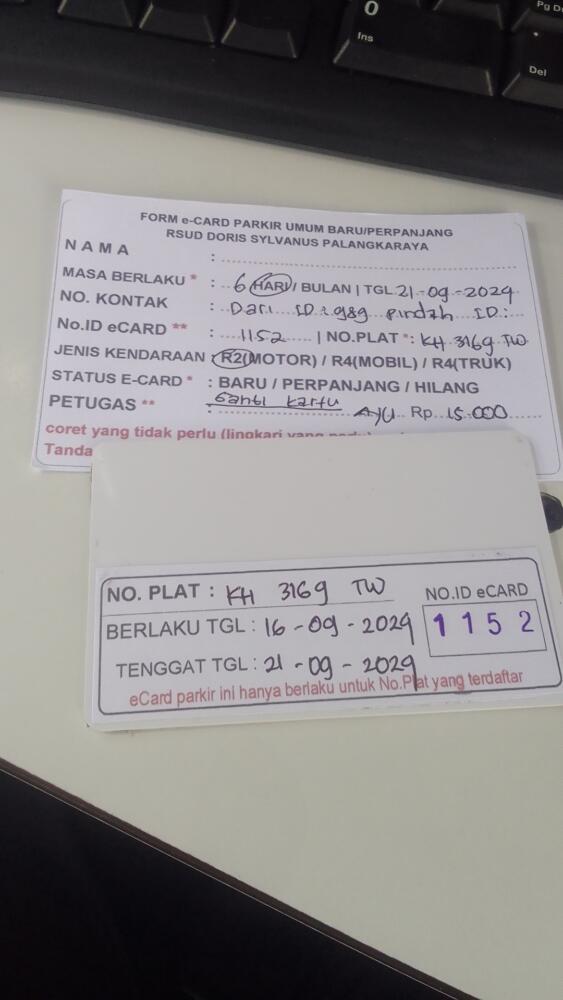 0
Ins
Pg D
Del
FORM e-CARD PARKIR UMUM BARU/PERPANJANG
RSUD DORIS SYLVANUS PALANGKARAYA
N A M A :
MASA BERLAKU * : 6 HARI / BULAN | TGL 21-09-2029
NO. KONTAK : Dari ID : 989 pindah ID :
No.ID eCARD ** : 1152 | NO.PLAT * : KH 3169 TW
JENIS KENDARAAN : R2(MOTOR) / R4(MOBIL) / R4(TRUK)
STATUS E-CARD * : BARU / PERPANJANG / HILANG
Ganti Kartu
PETUGAS ** : AYU Rp 15.000
coret yang tidak perlu (lingkari yang
Tanda
NO. PLAT : KH 3169 TW
NO.ID eCARD
BERLAKU TGL : 16-09-2029
1152
TENGGAT TGL : 21-09-2029
eCard parkir ini hanya berlaku untuk No.Plat yang terdaftar